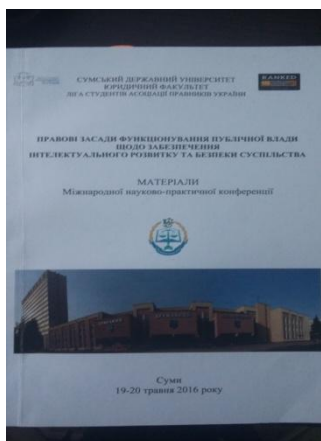 СУМСЬКИЙ ДЕРЖАВНИЙ УНІВЕРСИТЕТ
ЮРИДИЧНИЙ ФАКУЛЬТЕТ
ЛІГА СТУДЕНТІВ АСОЦІАЦІЇ ПРАВНИКІВ УКРАЇНИ
ПРАВОВІ ЗАСАДИ ФУНКЦІОНУВАННЯ ПУБЛІЧНОЇ ВЛАДИ
ЩОДО ЗАБЕЗПЕЧЕННЯ
ІНТЕЛЕКТУАЛЬНОГО РОЗВИТКУ ТА БЕЗПЕКИ СУСПІЛЬСТВА
МАТЕРІАЛИ
Міжнародної науково-практичної конференції
Суми
19-20 травня 2016 року